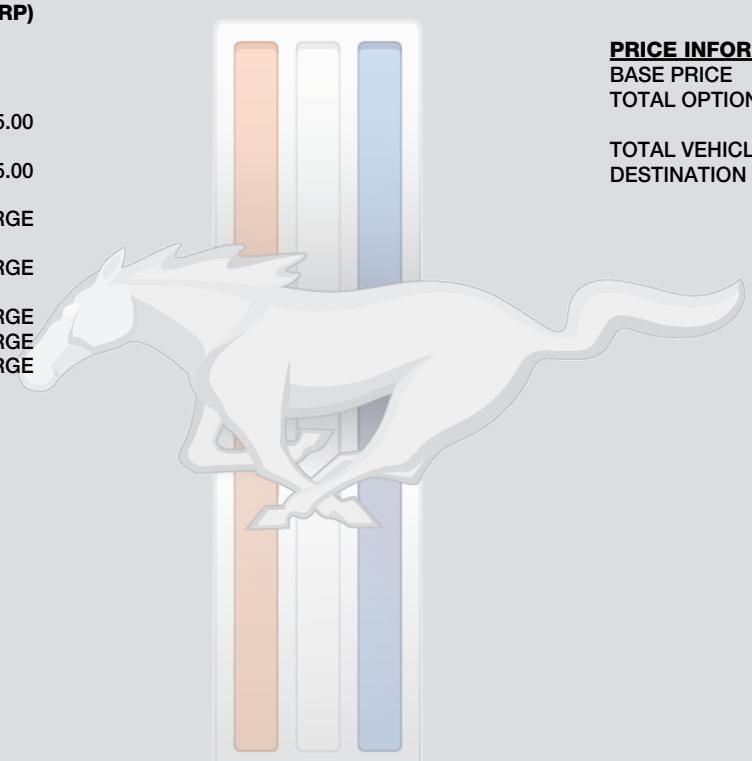 RP)
5.00
5.00
RGE
RGE
RGE
RGE
RGE
PRICE INFOR
BASE PRICE
TOTAL OPTION
TOTAL VEHICL
DESTINATION